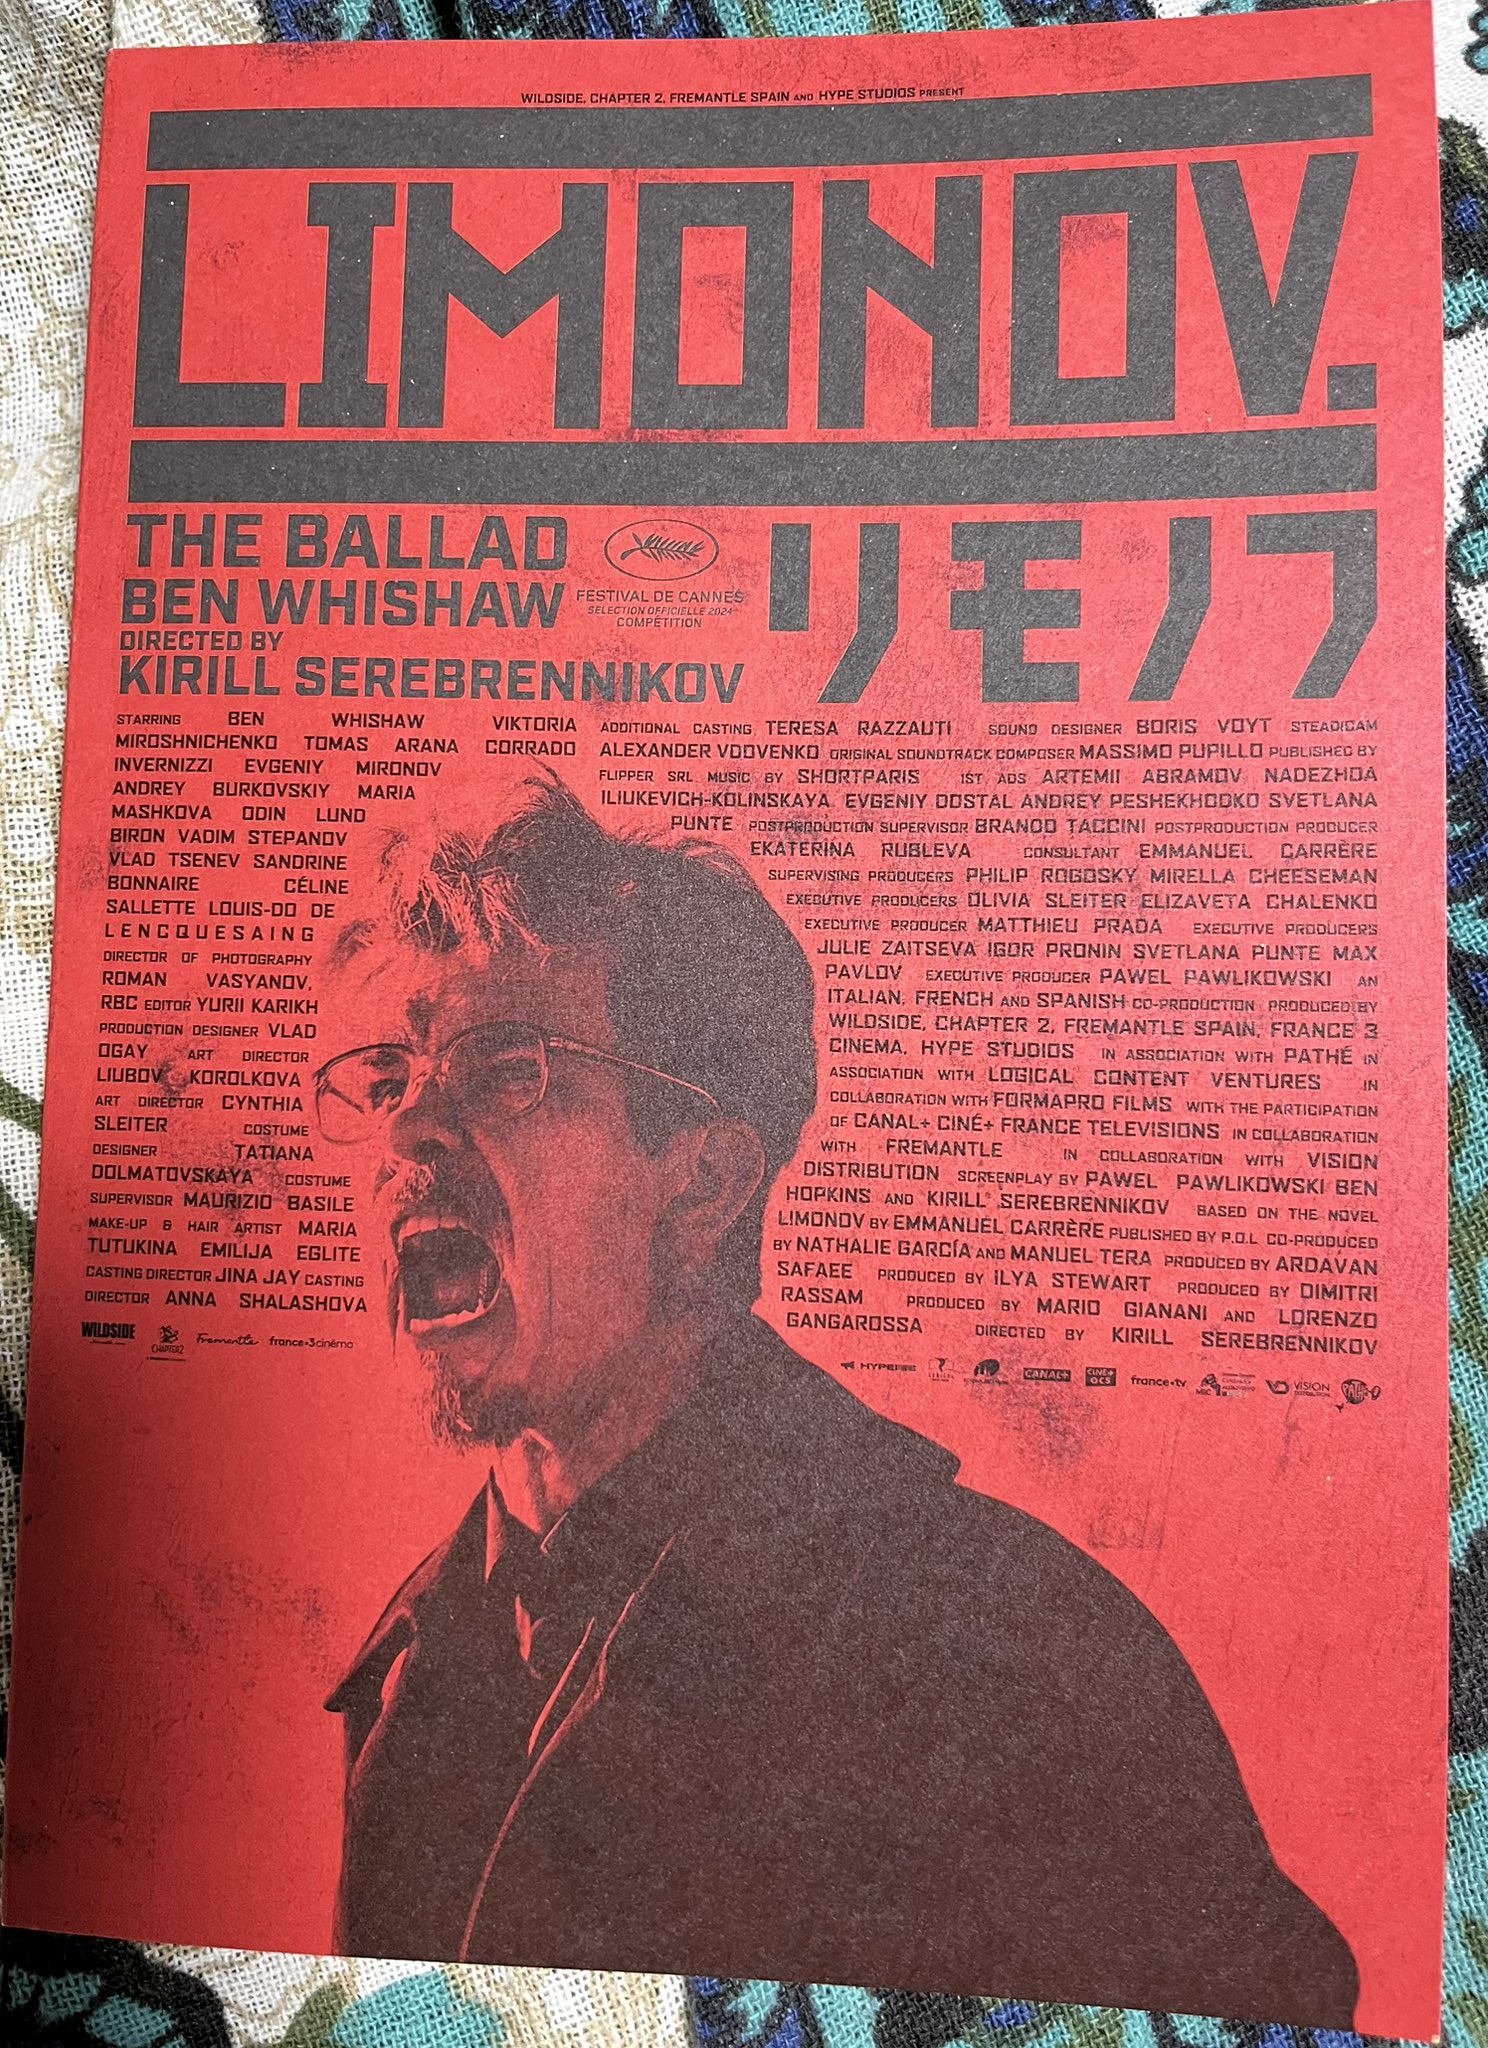 WILDSIDE, CHAPTER 2, FREMANTLE SPAIN AND HYPE STUDIOS PRESENT
LIMONOV.
THE BALLAD
BEN WHISHAW
DIRECTED BY
KIRILL SEREBRENNIKOV
FESTIVAL DE CANNES
SELECTION OFFICIELLE 2024
COMPÉTITION
リモノフ
STARRING BEN WHISHAW VIKTORIA
MIROSHNICHENKO TOMAS ARANA CORRADO
INVERNIZZI EVGENIY MIRONOV
ANDREY BURKOVSKIY MARIA
MASHKOVA ODIN LUND
BIRON VADIM STEPANOV
VLAD TSENEV SANDRINE
BONNAIRE CÉLINE
SALLETTE LOUIS-DO DE
LENCQUESAING
DIRECTOR OF PHOTOGRAPHY
ROMAN VASYANOV,
RBC EDITOR YURII KARIKH
PRODUCTION DESIGNER VLAD
OGAY ART DIRECTOR
LIUBOV KOROLKOVA
ART DIRECTOR CYNTHIA
SLEITER COSTUME
DESIGNER TATIANA
DOLMATOVSKAYA COSTUME
SUPERVISOR MAURIZIO BASILE
MAKE-UP & HAIR ARTIST MARIA
TUTUKINA EMILIJA EGLITE
CASTING DIRECTOR JINA JAY CASTING
DIRECTOR ANNA SHALASHOVA
WILDSIDE CHAPTER2 Fremantle france•3cinéma
ADDITIONAL CASTING TERESA RAZZAUTI SOUND DESIGNER BORIS VOYT STEADICAM
ALEXANDER VDOVENKO ORIGINAL SOUNDTRACK COMPOSER MASSIMO PUPILLO PUBLISHED BY
FLIPPER SRL MUSIC BY SHORTPARIS 1ST ADS ARTEMII ABRAMOV NADEZHDA
ILIUKEVICH-KOLINSKAYA EVGENIY DOSTAL ANDREY PESHEKHODKO SVETLANA
PUNTE POSTPRODUCTION SUPERVISOR BRANDO TACCINI POSTPRODUCTION PRODUCER
EKATERINA RUBLEVA CONSULTANT EMMANUEL CARRÈRE
SUPERVISING PRODUCERS PHILIP ROGOSKY MIRELLA CHEESEMAN
EXECUTIVE PRODUCERS OLIVIA SLEITER ELIZAVETA CHALENKO
EXECUTIVE PRODUCER MATTHIEU PRADA EXECUTIVE PRODUCERS
JULIE ZAITSEVA IGOR PRONIN SVETLANA PUNTE MAX
PAVLOV EXECUTIVE PRODUCER PAWEL PAWLIKOWSKI AN
ITALIAN, FRENCH AND SPANISH CO-PRODUCTION PRODUCED BY
WILDSIDE, CHAPTER 2, FREMANTLE SPAIN, FRANCE 3
CINEMA, HYPE STUDIOS IN ASSOCIATION WITH PATHÉ IN
ASSOCIATION WITH LOGICAL CONTENT VENTURES IN
COLLABORATION WITH FORMAPRO FILMS WITH THE PARTICIPATION
OF CANAL+ CINÉ+ FRANCE TELEVISIONS IN COLLABORATION
WITH FREMANTLE IN COLLABORATION WITH VISION
DISTRIBUTION SCREENPLAY BY PAWEL PAWLIKOWSKI BEN
HOPKINS AND KIRILL SEREBRENNIKOV BASED ON THE NOVEL
LIMONOV BY EMMANUEL CARRÈRE PUBLISHED BY P.O.L CO-PRODUCED
BY NATHALIE GARCÍA AND MANUEL TERA PRODUCED BY ARDAVAN
SAFAEE PRODUCED BY ILYA STEWART PRODUCED BY DIMITRI
RASSAM PRODUCED BY MARIO GIANANI AND LORENZO
GANGAROSSA DIRECTED BY KIRILL SEREBRENNIKOV
HYPE CANAL+ CINÉ+ OCS france•tv MiC VISION PATHÉ